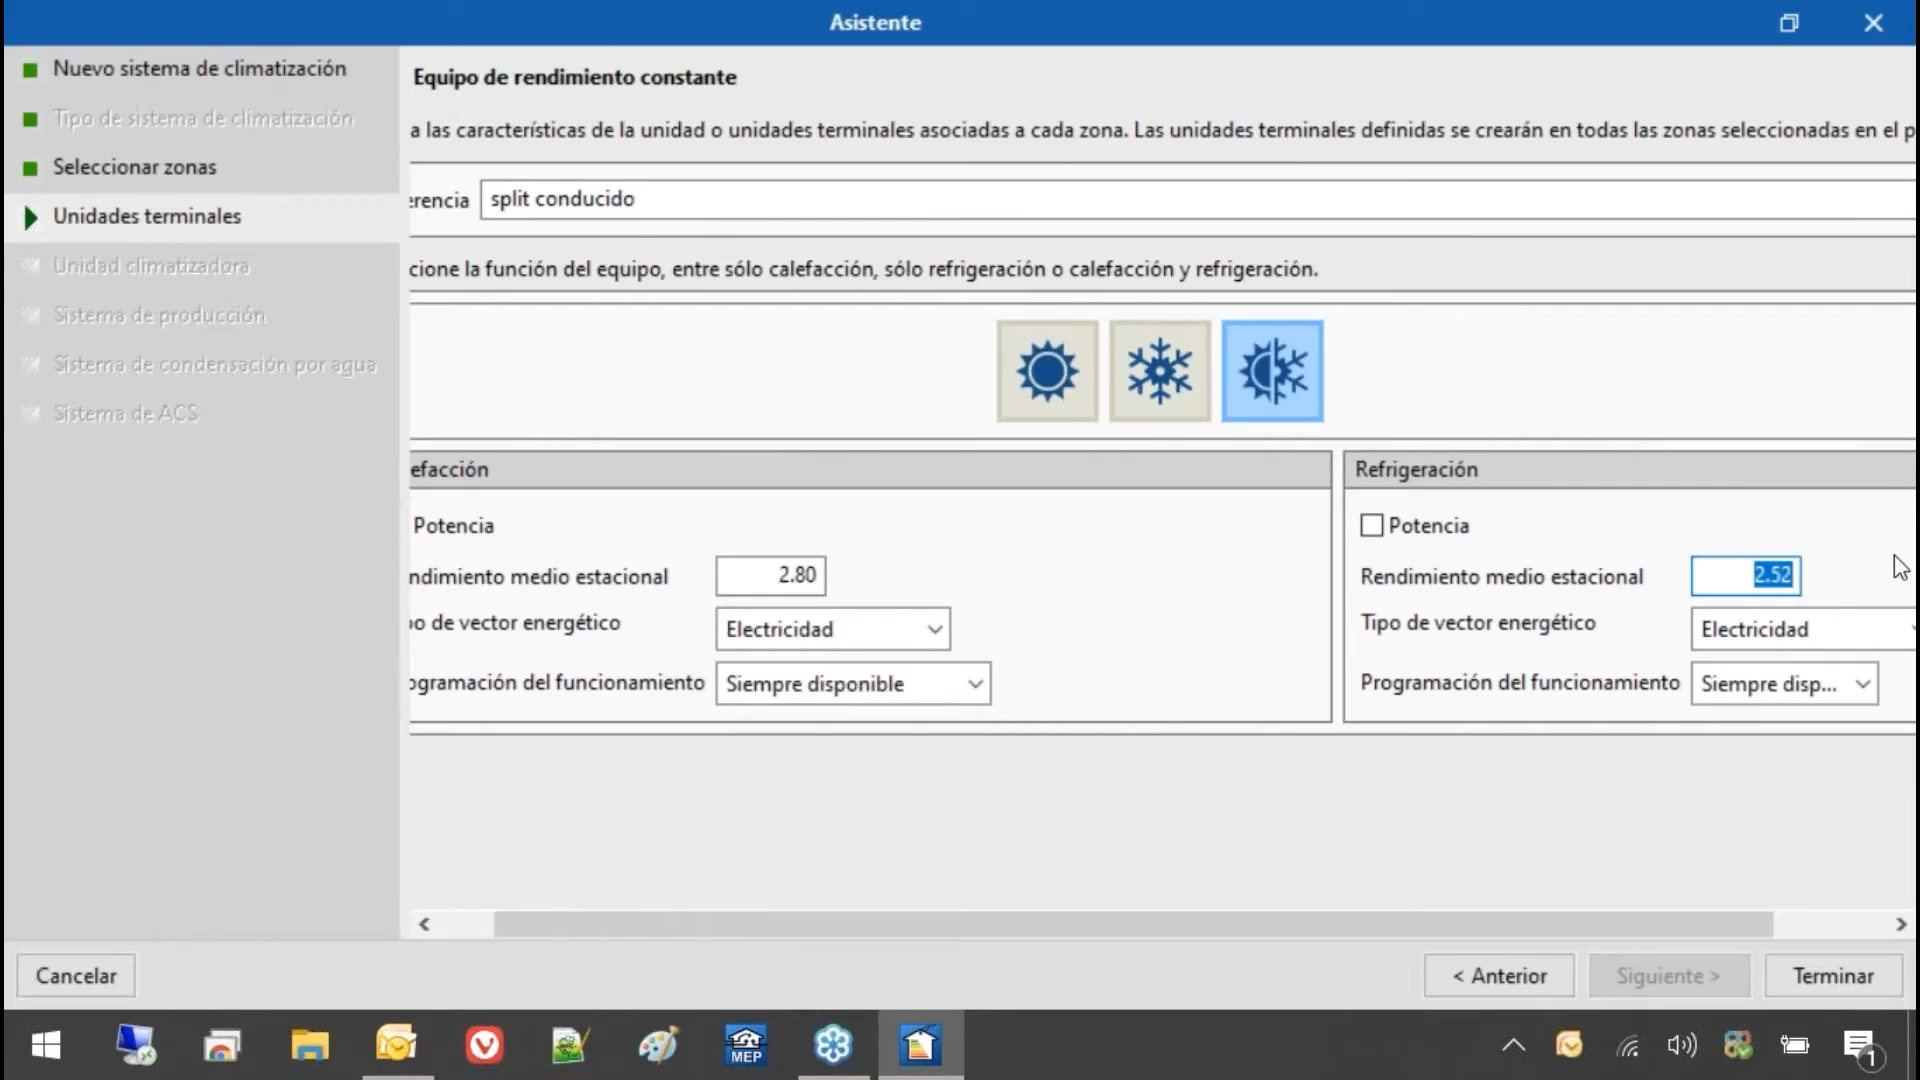 Asistente
Nuevo sistema de climatización
Tipo de sistema de climatización
Seleccionar zonas
Unidades terminales
Unidad climatizadora
Sistema de producción
Sistema de condensación por agua
Sistema de ACS
Equipo de rendimiento constante
a las características de la unidad o unidades terminales asociadas a cada zona. Las unidades terminales definidas se crearán en todas las zonas seleccionadas en el p
erencia split conducido
cione la función del equipo, entre sólo calefacción, sólo refrigeración o calefacción y refrigeración.
efacción
Potencia
ndimiento medio estacional 2.80
oo de vector energético Electricidad
ogramación del funcionamiento Siempre disponible
Refrigeración
Potencia
Rendimiento medio estacional 2.52
Tipo de vector energético Electricidad
Programación del funcionamiento Siempre disp...
Cancelar
< Anterior
Siguiente >
Terminar
MEP
1